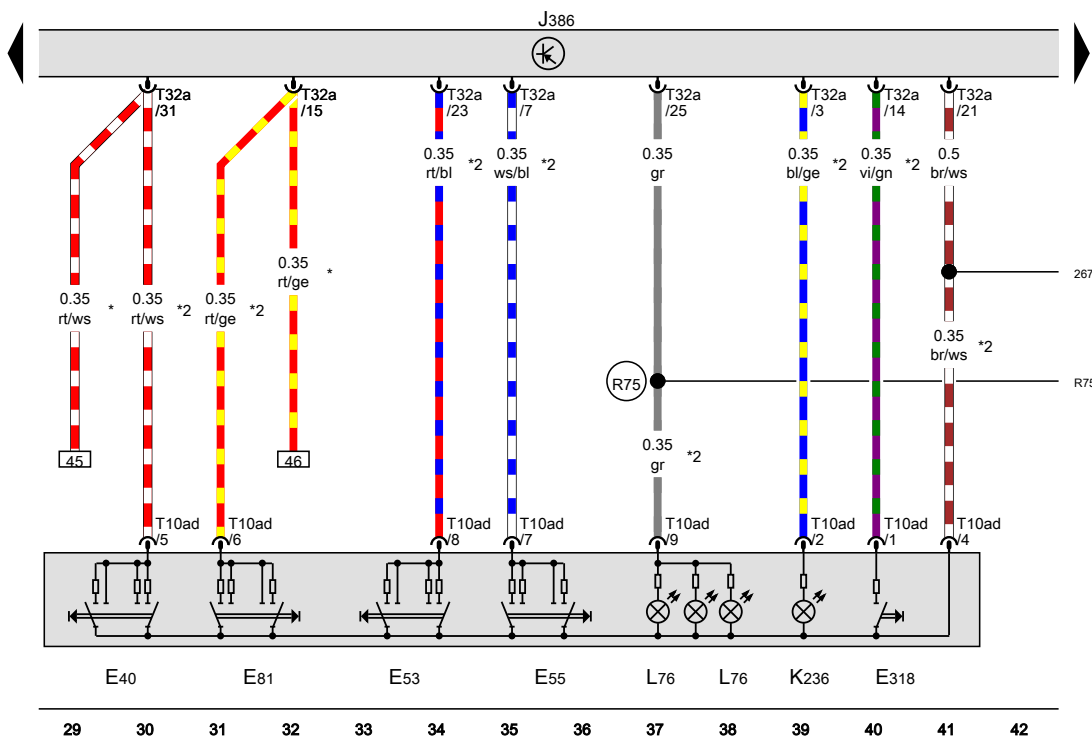 J386
T32a T32a T32a T32a T32a T32a T32a T32a
/31 /15 /23 /7 /25 /3 /14 /21
0.35 *2 0.35 *2 0.35 0.35 *2 0.35 *2 0.5
rt/bl ws/bl gr bl/ge vi/gn br/ws
0.35 *
rt/ge
267
0.35 * 0.35 *2 0.35 *2
rt/ws rt/ws rt/ge
0.35 *2
br/ws
R75
R75
0.35 *2
gr
45 46
T10ad T10ad T10ad T10ad T10ad T10ad T10ad T10ad
/5 /6 /8 /7 /9 /2 /1 /4
E40 E81 E53 E55 L76 L76 K236 E318
29 30 31 32 33 34 35 36 37 38 39 40 41 42